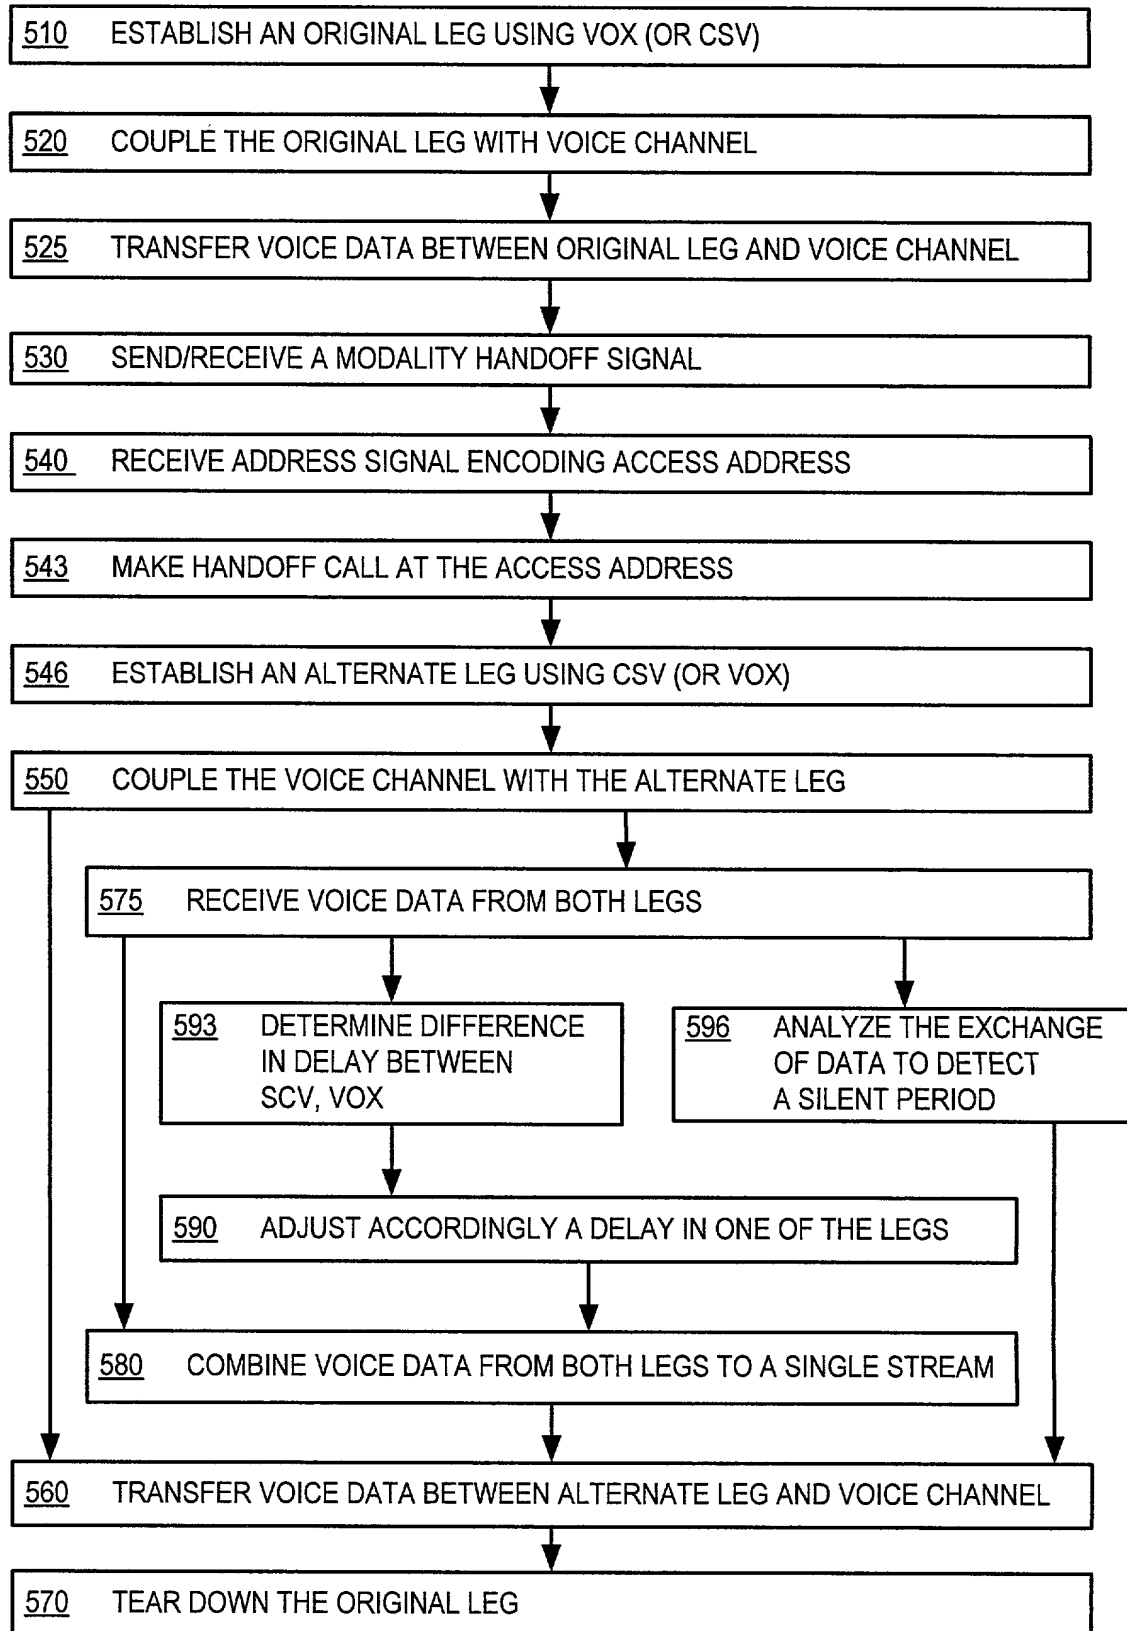 510 ESTABLISH AN ORIGINAL LEG USING VOX (OR CSV)
520 COUPLE THE ORIGINAL LEG WITH VOICE CHANNEL
525 TRANSFER VOICE DATA BETWEEN ORIGINAL LEG AND VOICE CHANNEL
530 SEND/RECEIVE A MODALITY HANDOFF SIGNAL
540 RECEIVE ADDRESS SIGNAL ENCODING ACCESS ADDRESS
543 MAKE HANDOFF CALL AT THE ACCESS ADDRESS
546 ESTABLISH AN ALTERNATE LEG USING CSV (OR VOX)
550 COUPLE THE VOICE CHANNEL WITH THE ALTERNATE LEG
575 RECEIVE VOICE DATA FROM BOTH LEGS
593 DETERMINE DIFFERENCE
IN DELAY BETWEEN
SCV, VOX
596 ANALYZE THE EXCHANGE
OF DATA TO DETECT
A SILENT PERIOD
590 ADJUST ACCORDINGLY A DELAY IN ONE OF THE LEGS
580 COMBINE VOICE DATA FROM BOTH LEGS TO A SINGLE STREAM
560 TRANSFER VOICE DATA BETWEEN ALTERNATE LEG AND VOICE CHANNEL
570 TEAR DOWN THE ORIGINAL LEG